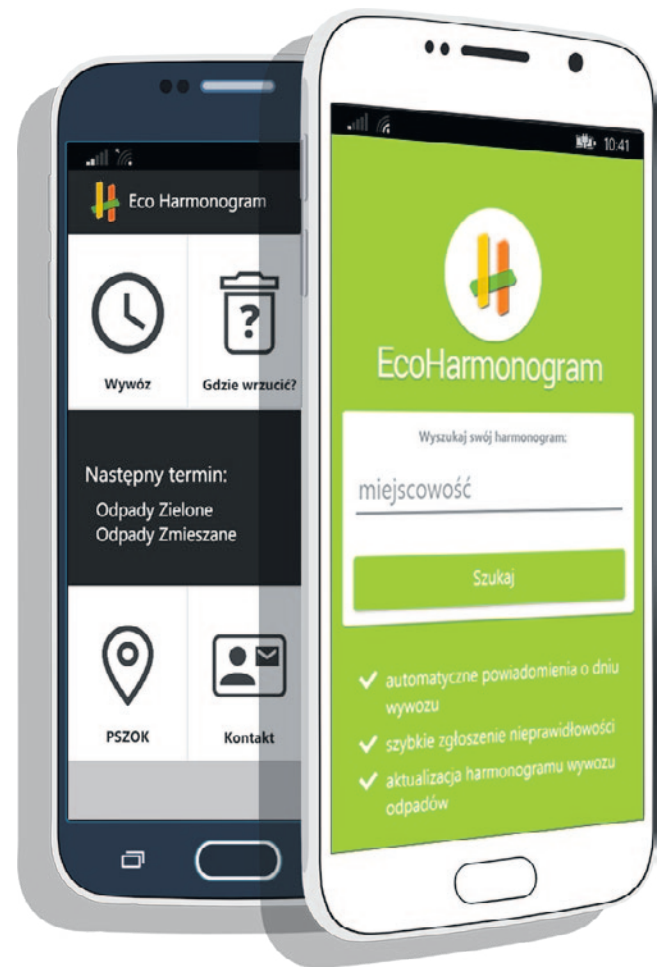 Eco Harmonogram
Wywóz
Gdzie wrzucić?
Następny termin:
Odpady Zielone
Odpady Zmieszane
PSZOK
Kontakt
10:41
EcoHarmonogram
Wyszukaj swój harmonogram:
miejscowość
Szukaj
automatyczne powiadomienia o dniu
wywozu
szybkie zgłoszenie nieprawidłowości
aktualizacja harmonogramu wywozu
odpadów